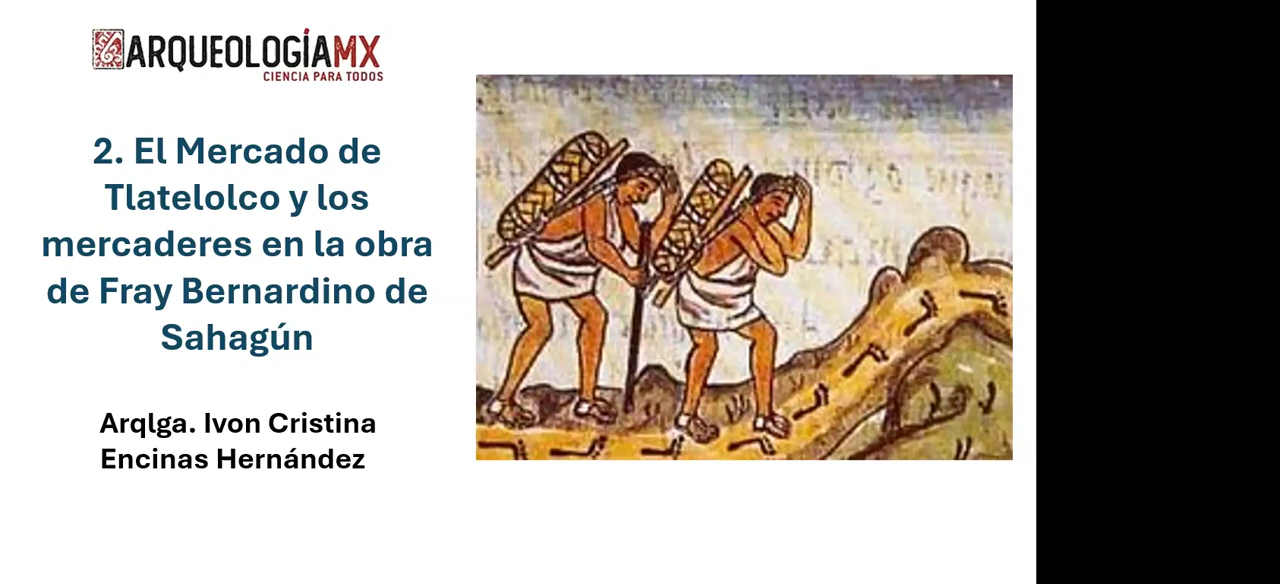 ARQUEOLOGÍAMX
CIENCIA PARA TODOS
2. El Mercado de
Tlatelolco y los
mercaderes en la obra
de Fray Bernardino de
Sahagún
Arqlga. Ivon Cristina
Encinas Hernández